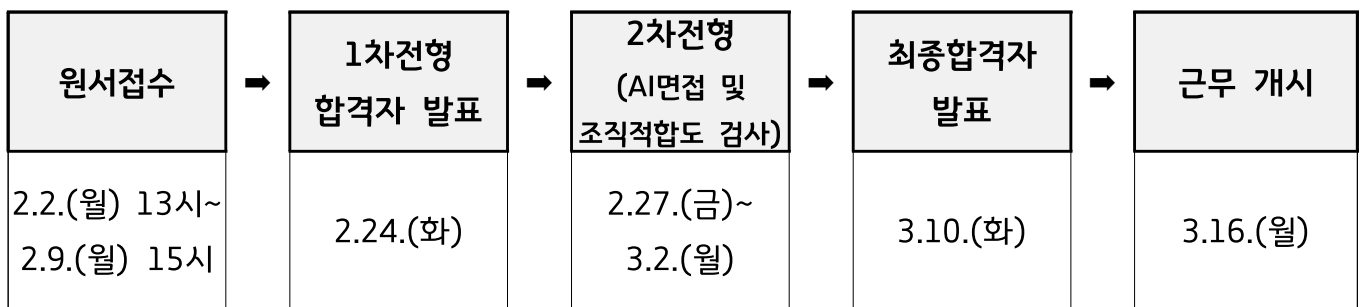 원서접수
➡
1차전형
합격자 발표
➡
2차전형
(AI면접 및
조직적합도 검사)
➡
최종합격자
발표
➡
근무 개시
2.2.(월) 13시~
2.9.(월) 15시
2.24.(화)
2.27.(금)~
3.2.(월)
3.10.(화)
3.16.(월)